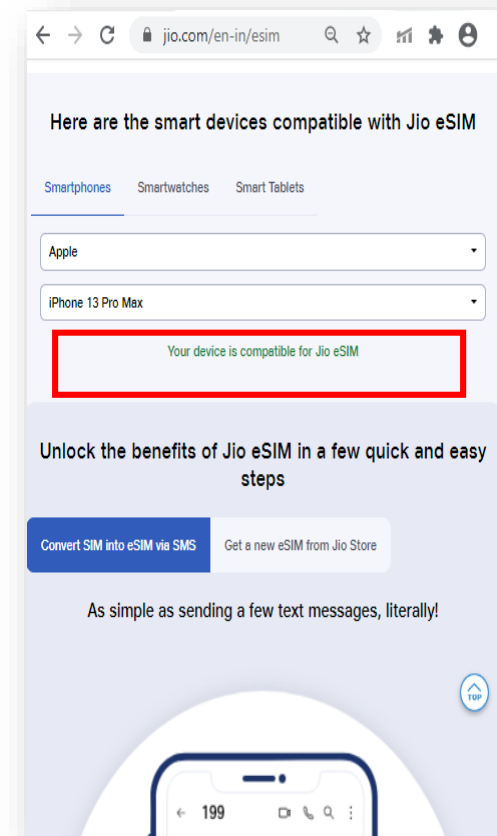 jio.com/en-in/esim
Here are the smart devices compatible with Jio eSIM
Smartphones Smartwatches Smart Tablets
Apple
iPhone 13 Pro Max
Your device is compatible for Jio eSIM
Unlock the benefits of Jio eSIM in a few quick and easy
steps
Convert SIM into eSIM via SMS Get a new eSIM from Jio Store
As simple as sending a few text messages, literally!
TOP
199